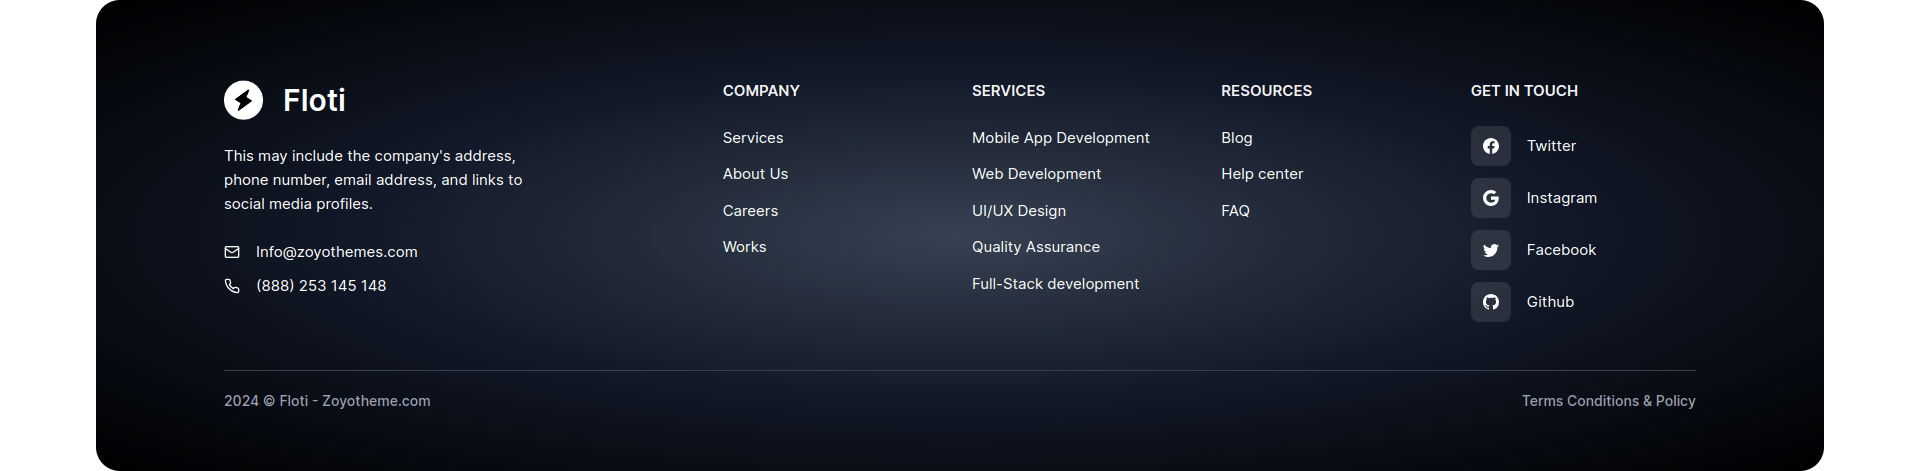 Floti
This may include the company's address,
phone number, email address, and links to
social media profiles.
Info@zoyothemes.com
(888) 253 145 148
COMPANY
Services
About Us
Careers
Works
SERVICES
Mobile App Development
Web Development
UI/UX Design
Quality Assurance
Full-Stack development
RESOURCES
Blog
Help center
FAQ
GET IN TOUCH
Twitter
Instagram
Facebook
Github
2024 © Floti - Zoyotheme.com
Terms Conditions & Policy